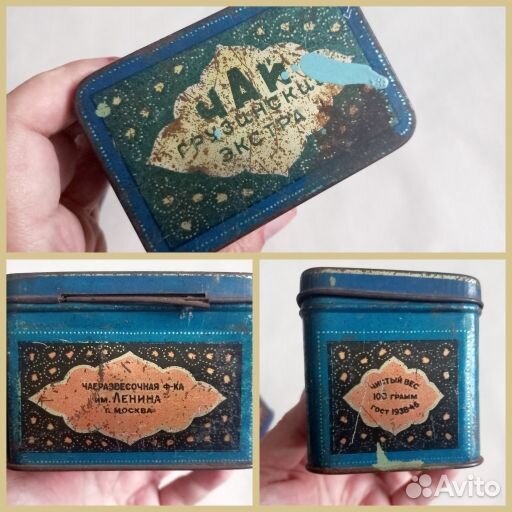 ЧАЙ
ГРУЗИНСКИЙ
ЭКСТРА
ЧАЕРАЗВЕСОЧНАЯ Ф-КА
ИМ. ЛЕНИНА
Г. МОСКВА
ЧИСТЫЙ ВЕС
100 ГРАММ
ГОСТ 1938-46
Avito